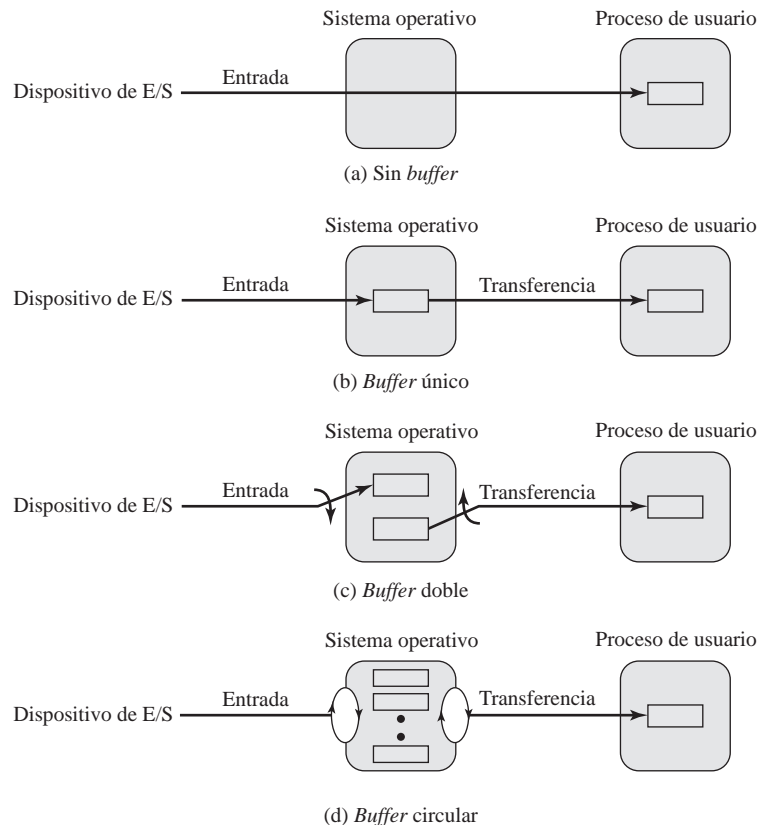 Sistema operativo
Proceso de usuario
Dispositivo de E/S
Entrada
(a) Sin buffer
Sistema operativo
Proceso de usuario
Dispositivo de E/S
Entrada
Transferencia
(b) Buffer único
Sistema operativo
Proceso de usuario
Dispositivo de E/S
Entrada
Transferencia
(c) Buffer doble
Sistema operativo
Proceso de usuario
Dispositivo de E/S
Entrada
Transferencia
(d) Buffer circular